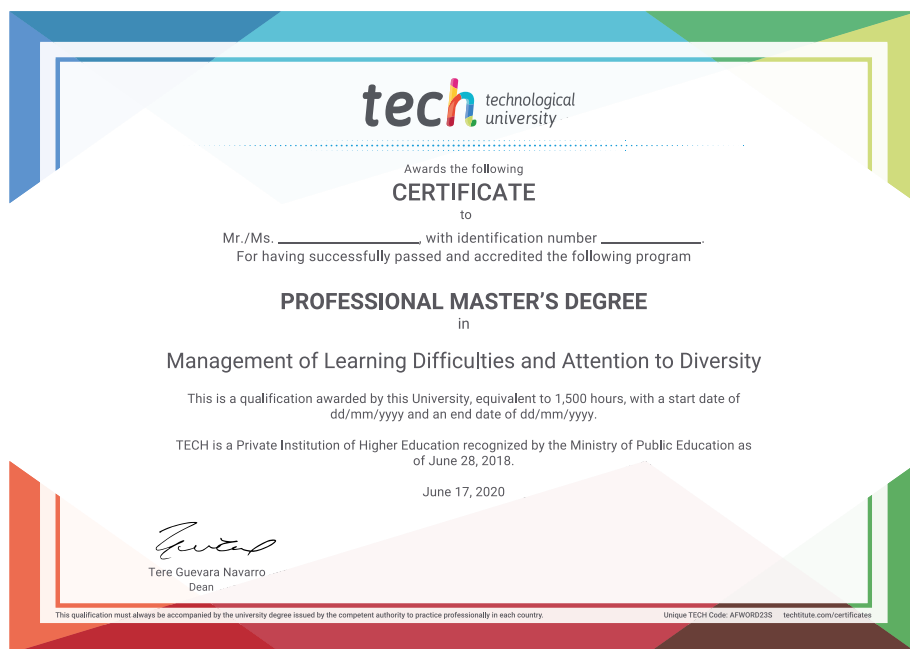 tech technological
university
Awards the following
CERTIFICATE
to
Mr./Ms. ____________________, with identification number ______________.
For having successfully passed and accredited the following program
PROFESSIONAL MASTER'S DEGREE
in
Management of Learning Difficulties and Attention to Diversity
This is a qualification awarded by this University, equivalent to 1,500 hours, with a start date of
dd/mm/yyyy and an end date of dd/mm/yyyy.
TECH is a Private Institution of Higher Education recognized by the Ministry of Public Education as
of June 28, 2018.
June 17, 2020
Tere Guevara Navarro
Dean
This qualification must always be accompanied by the university degree issued by the competent authority to practice professionally in each country. Unique TECH Code: AFWORD23S techtitute.com/certificates